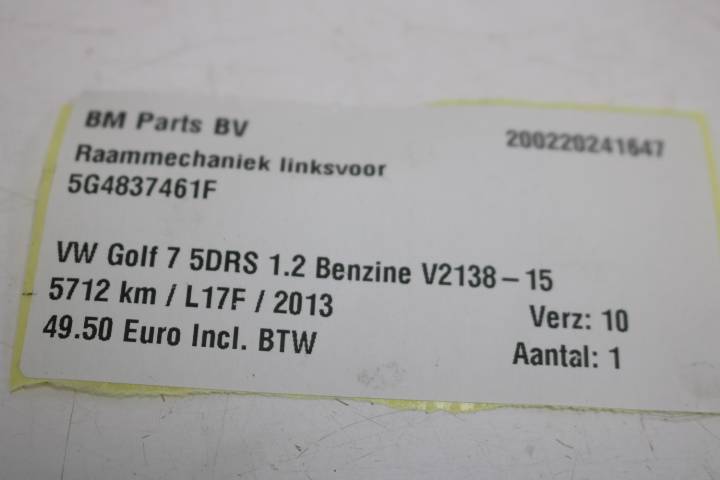 BM Parts BV
200220241647
Raammechaniek linksvoor
5G4837461F
VW Golf 7 5DRS 1.2 Benzine V2138-15
5712 km / L17F / 2013
Verz: 10
49.50 Euro Incl. BTW
Aantal: 1